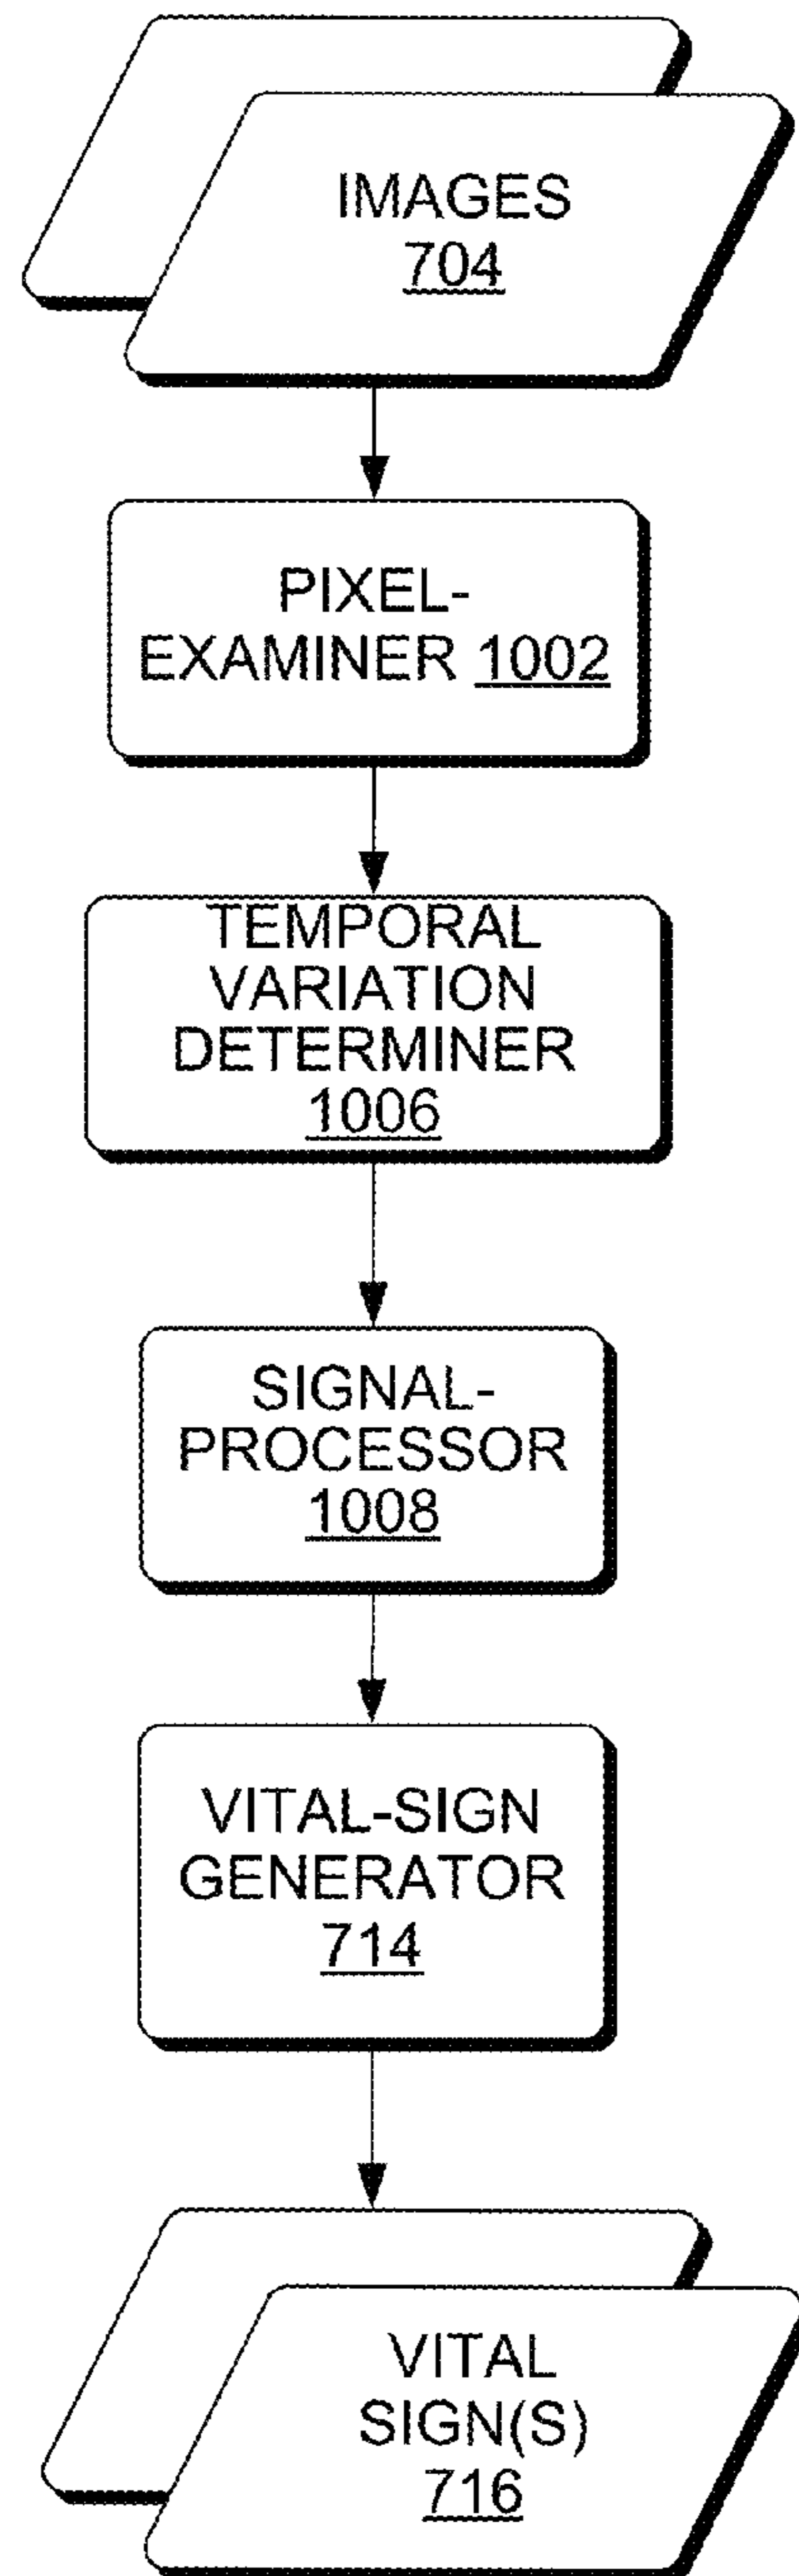 IMAGES
704
PIXEL-
EXAMINER 1002
TEMPORAL
VARIATION
DETERMINER
1006
SIGNAL-
PROCESSOR
1008
VITAL-SIGN
GENERATOR
714
VITAL
SIGN(S)
716